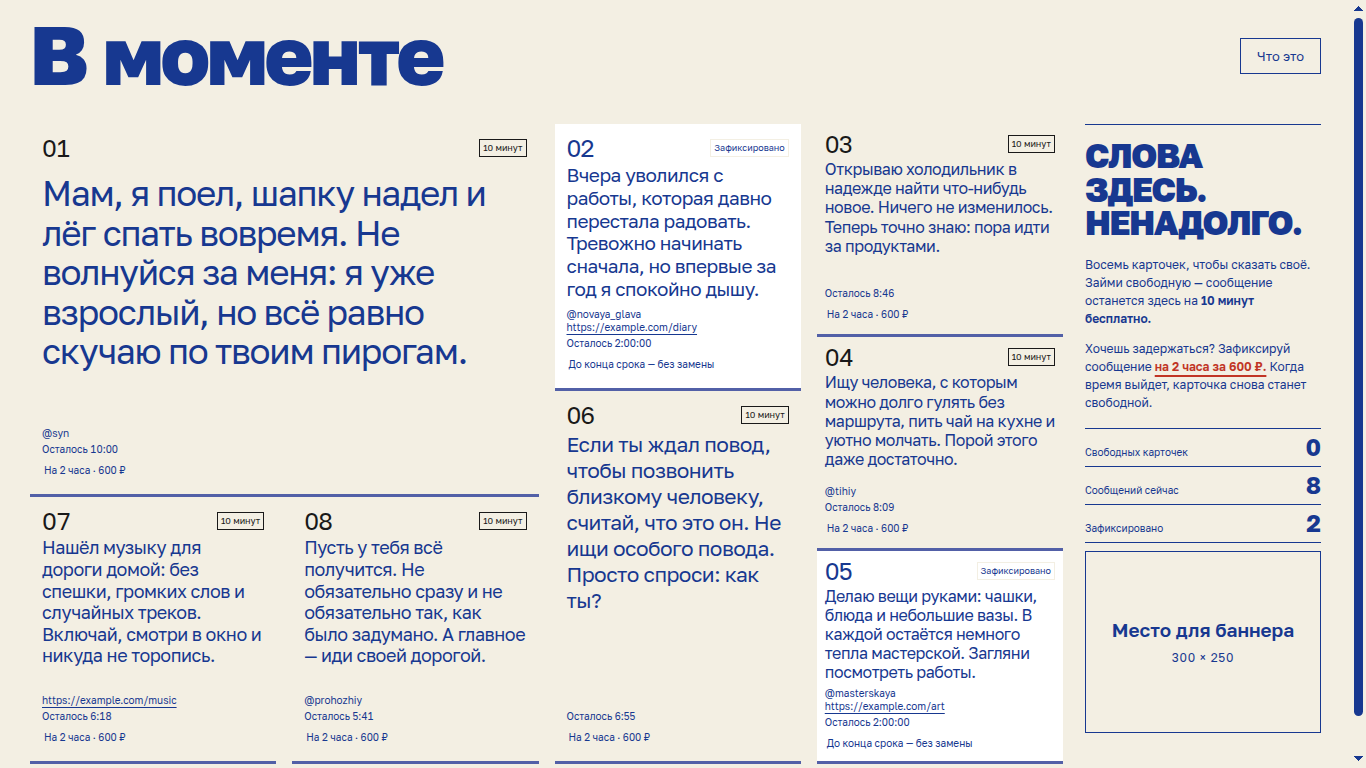 В моменте
Что это
01
10 минут
Мам, я поел, шапку надел и
лёг спать вовремя. Не
волнуйся за меня: я уже
взрослый, но всё равно
скучаю по твоим пирогам.
@syn
Осталось 10:00
На 2 часа · 600 ₽
02
Зафиксировано
Вчера уволился с
работы, которая давно
перестала радовать.
Тревожно начинать
сначала, но впервые за
год я спокойно дышу.
@novaya_glava
https://example.com/diary
Осталось 2:00:00
До конца срока — без замены
03
10 минут
Открываю холодильник в
надежде найти что-нибудь
новое. Ничего не изменилось.
Теперь точно знаю: пора идти
за продуктами.
Осталось 8:46
На 2 часа · 600 ₽
04
10 минут
Ищу человека, с которым
можно долго гулять без
маршрута, пить чай на кухне и
уютно молчать. Порой этого
даже достаточно.
@tihiy
Осталось 8:09
На 2 часа · 600 ₽
05
Зафиксировано
Делаю вещи руками: чашки,
блюда и небольшие вазы. В
каждой остаётся немного
тепла мастерской. Загляни
посмотреть работы.
@masterskaya
https://example.com/art
Осталось 2:00:00
До конца срока — без замены
06
10 минут
Если ты ждал повод,
чтобы позвонить
близкому человеку,
считай, что это он. Не
ищи особого повода.
Просто спроси: как
ты?
Осталось 6:55
На 2 часа · 600 ₽
07
10 минут
Нашёл музыку для
дороги домой: без
спешки, громких слов и
случайных треков.
Включай, смотри в окно и
никуда не торопись.
https://example.com/music
Осталось 6:18
На 2 часа · 600 ₽
08
10 минут
Пусть у тебя всё
получится. Не
обязательно сразу и не
обязательно так, как
было задумано. А главное
— иди своей дорогой.
@prohozhiy
Осталось 5:41
На 2 часа · 600 ₽
СЛОВА
ЗДЕСЬ.
НЕНАДОЛГО.
Восемь карточек, чтобы сказать своё.
Займи свободную — сообщение
останется здесь на 10 минут
бесплатно.
Хочешь задержаться? Зафиксируй
сообщение на 2 часа за 600 ₽. Когда
время выйдет, карточка снова станет
свободной.
Свободных карточек 0
Сообщений сейчас 8
Зафиксировано 2
Место для баннера
300 × 250